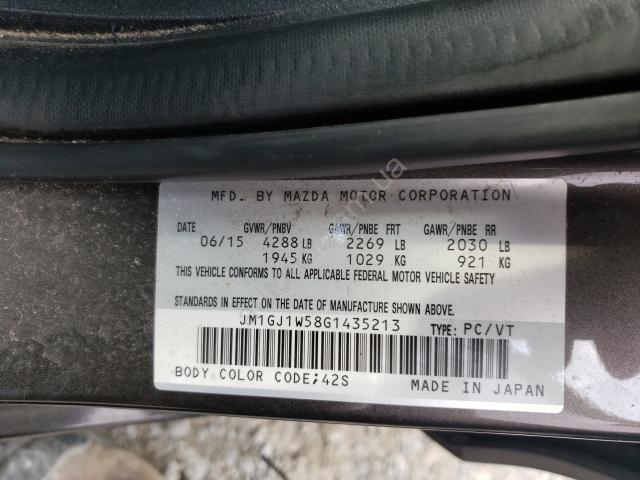 MFD. BY MAZDA MOTOR CORPORATION
DATE GVWR/PNBV GAWR/PNBE FRT GAWR/PNBE RR
06/15 4288 LB 2269 LB 2030 LB
1945 KG 1029 KG 921 KG
THIS VEHICLE CONFORMS TO ALL APPLICABLE FEDERAL MOTOR VEHICLE SAFETY
STANDARDS IN EFFECT ON THE DATE OF MANUFACTURE SHOWN ABOVE.
JM1GJ1W58G1435213 TYPE: PC/VT
BODY COLOR CODE;42S MADE IN JAPAN